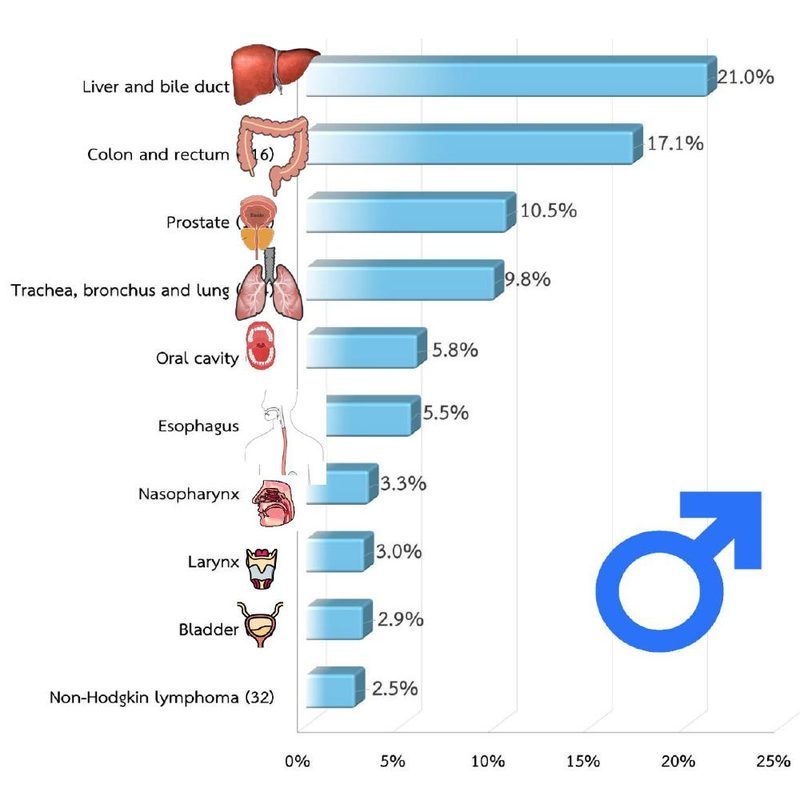 Liver and bile duct
21.0%
Colon and rectum 16)
17.1%
Prostate (
10.5%
Trachea, bronchus and lung (
9.8%
Oral cavity
5.8%
Esophagus
5.5%
Nasopharynx
3.3%
Larynx
3.0%
Bladder
2.9%
Non-Hodgkin lymphoma (32)
2.5%
0% 5% 10% 15% 20% 25%